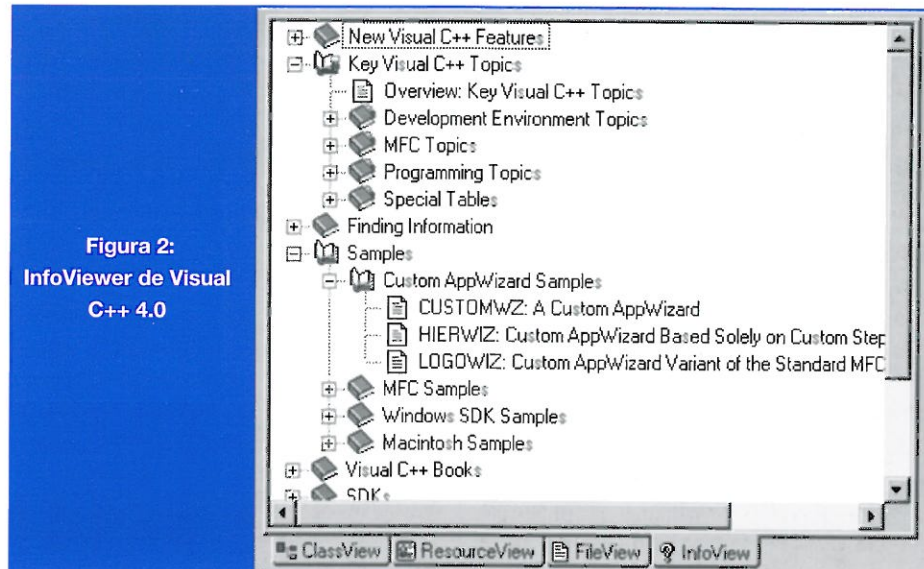 Figura 2:
InfoViewer de Visual
C++ 4.0
New Visual C++ Features
Key Visual C++ Topics
Overview: Key Visual C++ Topics
Development Environment Topics
MFC Topics
Programming Topics
Special Tables
Finding Information
Samples
Custom AppWizard Samples
CUSTOMWZ: A Custom AppWizard
HIERWIZ: Custom AppWizard Based Solely on Custom Step
LOGOWIZ: Custom AppWizard Variant of the Standard MFC
MFC Samples
Windows SDK Samples
Macintosh Samples
Visual C++ Books
SDKs
ClassView ResourceView FileView InfoView